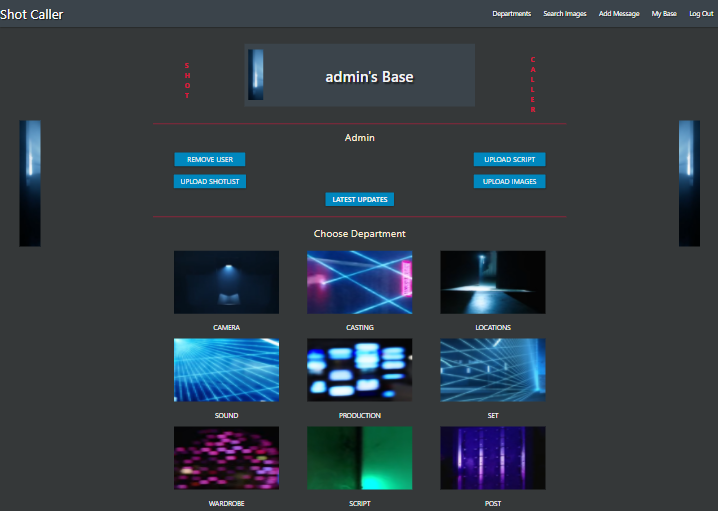 Shot Caller
Departments Search Images Add Message My Base Log Out
SHOT
admin's Base
CALLER
Admin
REMOVE USER UPLOAD SCRIPT
UPLOAD SHOTLIST UPLOAD IMAGES
LATEST UPDATES
Choose Department
CAMERA CASTING LOCATIONS
SOUND PRODUCTION SET
WARDROBE SCRIPT POST